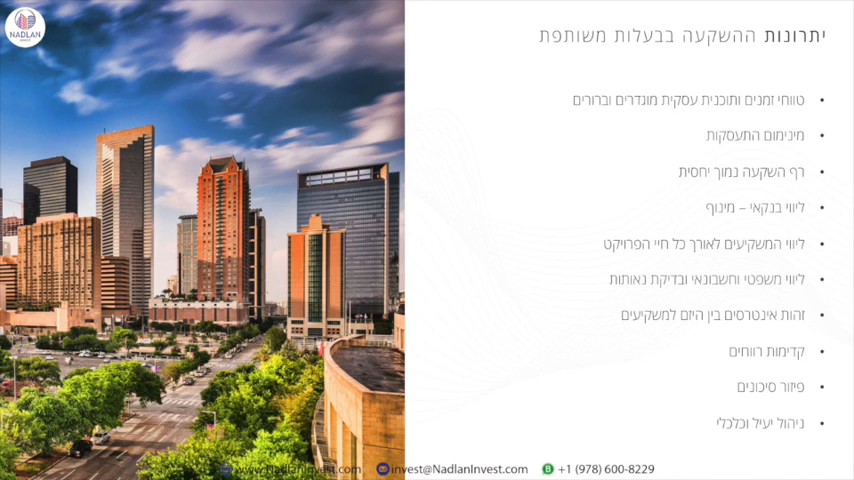 NADLAN
INVEST
יתרונות ההשקעה בבעלות משותפת
• טווחי זמנים ותוכנית עסקית מוגדרים וברורים
• מינימום התעסקות
• רף השקעה נמוך יחסית
• ליווי בנקאי – מינוף
• ליווי המשקיעים לאורך כל חיי הפרויקט
• ליווי משפטי וחשבונאי ובדיקת נאותות
• זהות אינטרסים בין היזם למשקיעים
• קדימות רווחים
• פיזור סיכונים
• ניהול יעיל וכלכלי
www.NadlanInvest.com invest@NadlanInvest.com +1 (978) 600-8229